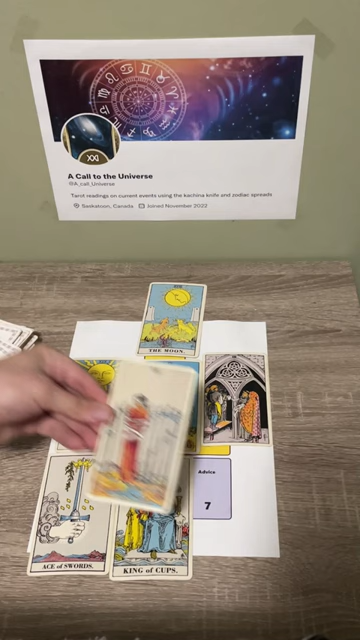 XXI
A Call to the Universe
@A_call_Universe
Tarot readings on current events using the kachina knife and zodiac spreads
Saskatoon, Canada Joined November 2022
THE MOON.
Advice
7
ACE of SWORDS.
KING of CUPS.